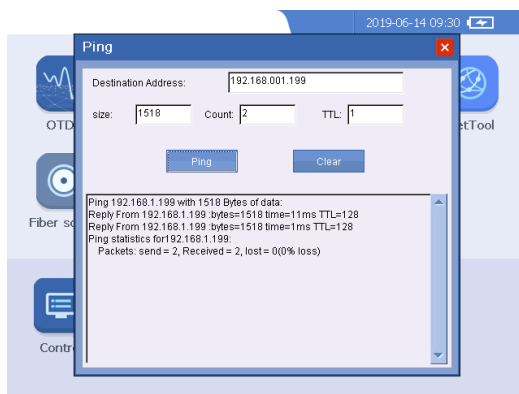 2019-06-14 09:30
Ping
Destination Address: 192.168.001.199
size: 1518 Count: 2 TTL: 1
Ping Clear
Ping 192.168.1.199 with 1518 Bytes of data:
Reply From 192.168.1.199 :bytes=1518 time=11ms TTL=128
Reply From 192.168.1.199 :bytes=1518 time=1ms TTL=128
Ping statistics for192.168.1.199:
Packets: send = 2, Received = 2, lost = 0(0% loss)
OTD
etTool
Fiber sc
Contr